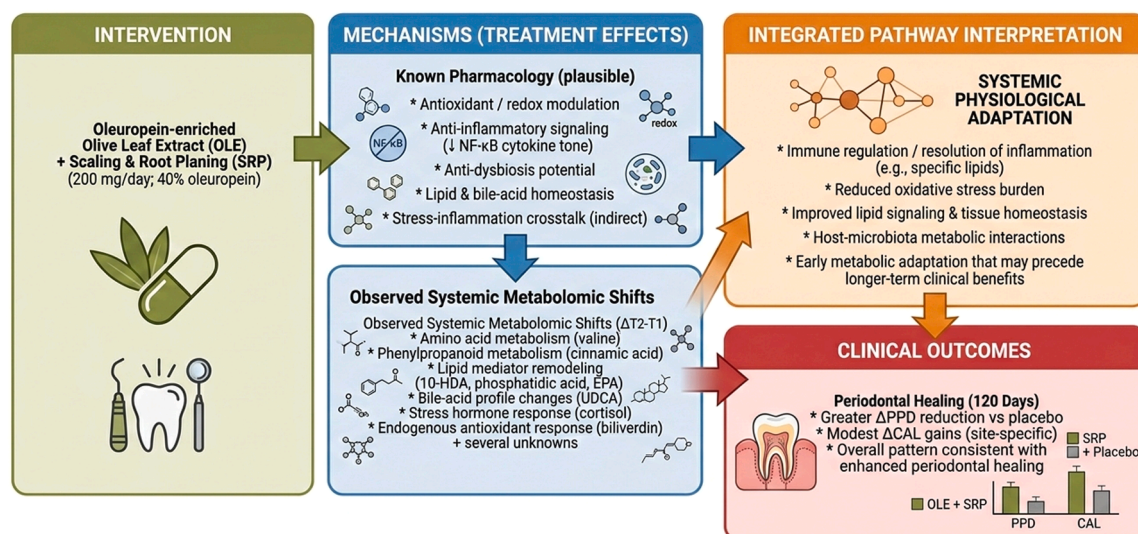 INTERVENTION
Oleuropein-enriched
Olive Leaf Extract (OLE)
+ Scaling & Root Planing (SRP)
(200 mg/day; 40% oleuropein)
MECHANISMS (TREATMENT EFFECTS)
Known Pharmacology (plausible)
* Antioxidant / redox modulation
redox
* Anti-inflammatory signaling
(↓ NF-κB cytokine tone)
NF-κB
* Anti-dysbiosis potential
* Lipid & bile-acid homeostasis
* Stress-inflammation crosstalk (indirect)
Observed Systemic Metabolomic Shifts
Observed Systemic Metabolomic Shifts (ΔT2-T1)
* Amino acid metabolism (valine)
* Phenylpropanoid metabolism (cinnamic acid)
* Lipid mediator remodeling
(10-HDA, phosphatidic acid, EPA)
* Bile-acid profile changes (UDCA)
* Stress hormone response (cortisol)
* Endogenous antioxidant response (biliverdin)
+ several unknowns
INTEGRATED PATHWAY INTERPRETATION
SYSTEMIC
PHYSIOLOGICAL
ADAPTATION
* Immune regulation / resolution of inflammation
(e.g., specific lipids)
* Reduced oxidative stress burden
* Improved lipid signaling & tissue homeostasis
* Host-microbiota metabolic interactions
* Early metabolic adaptation that may precede
longer-term clinical benefits
CLINICAL OUTCOMES
Periodontal Healing (120 Days)
* Greater ΔPPD reduction vs placebo
* Modest ΔCAL gains (site-specific)
* Overall pattern consistent with
enhanced periodontal healing
SRP
+ Placebo
OLE + SRP
PPD
CAL